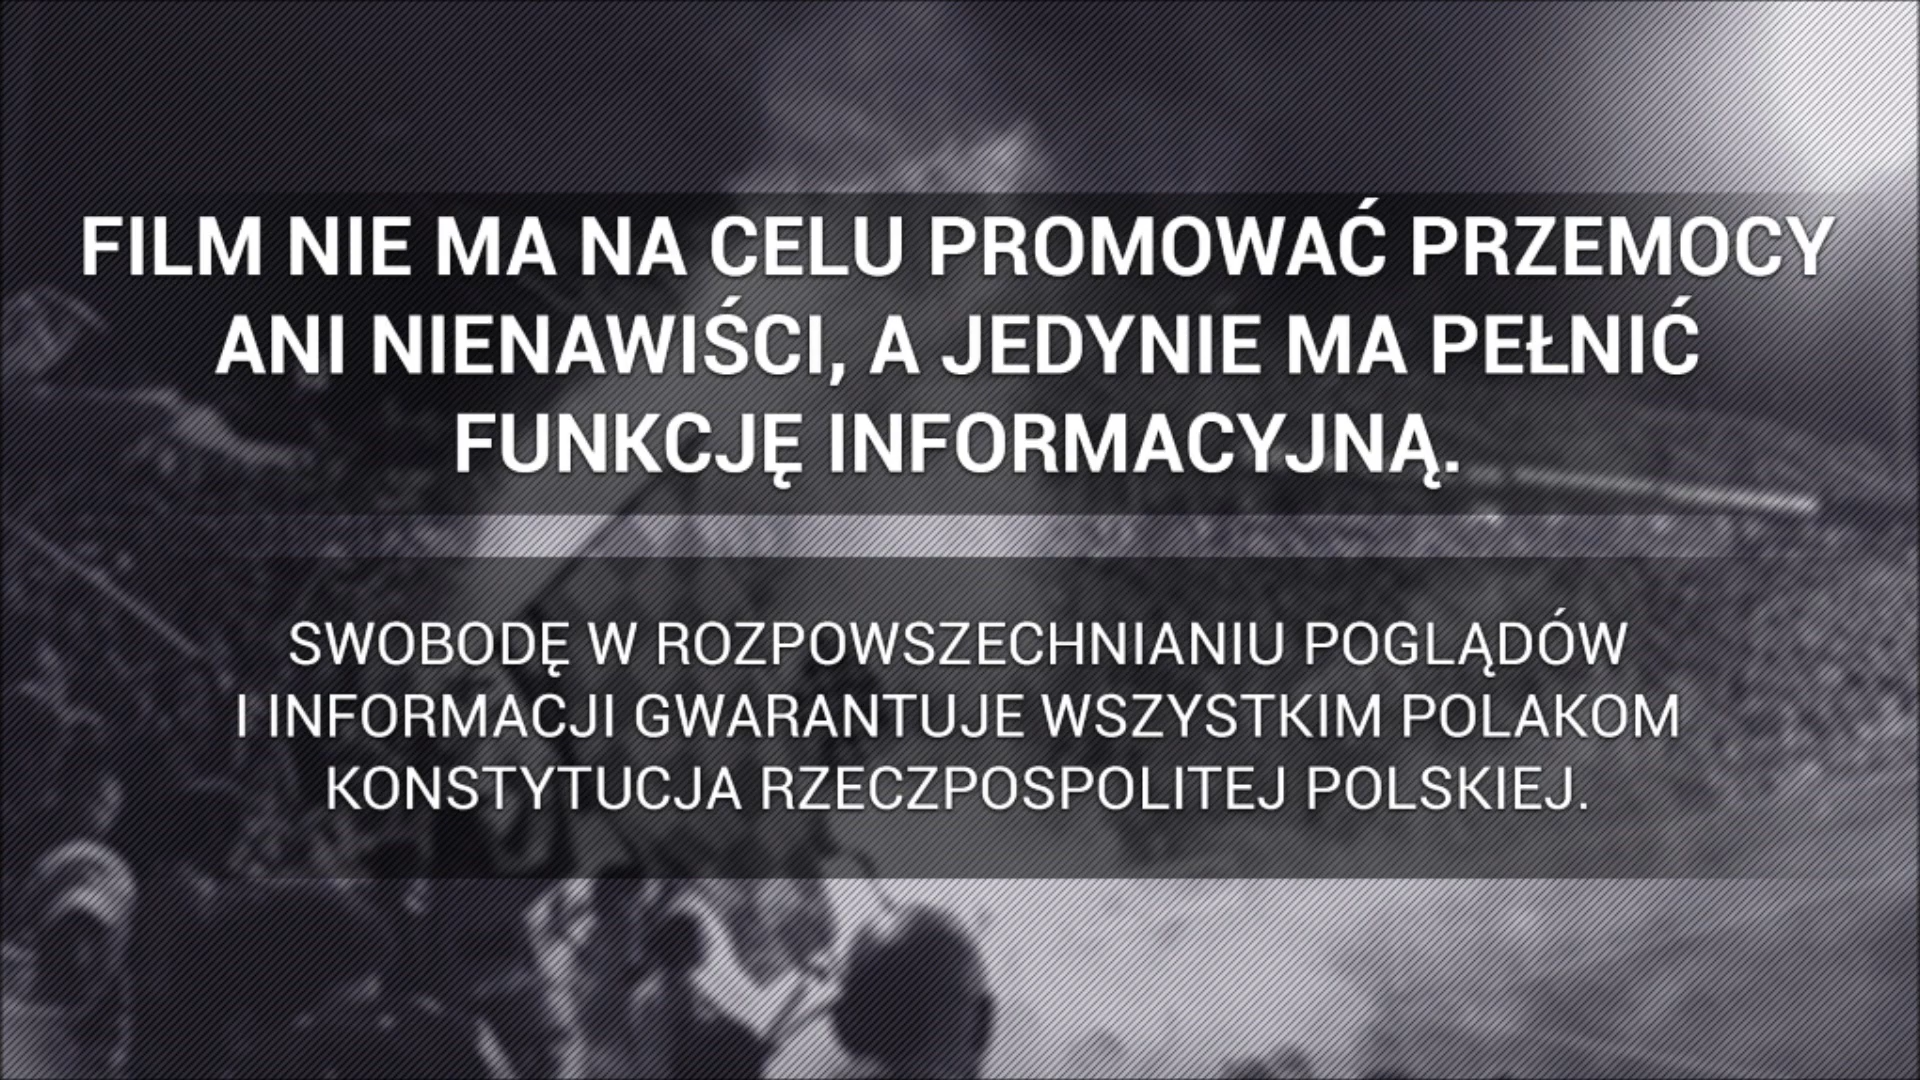 FILM NIE MA NA CELU PROMOWAĆ PRZEMOCY
ANI NIENAWIŚCI, A JEDYNIE MA PEŁNIĆ
FUNKCJĘ INFORMACYJNĄ.
SWOBODĘ W ROZPOWSZECHNIANIU POGLĄDÓW
I INFORMACJI GWARANTUJE WSZYSTKIM POLAKOM
KONSTYTUCJA RZECZPOSPOLITEJ POLSKIEJ.